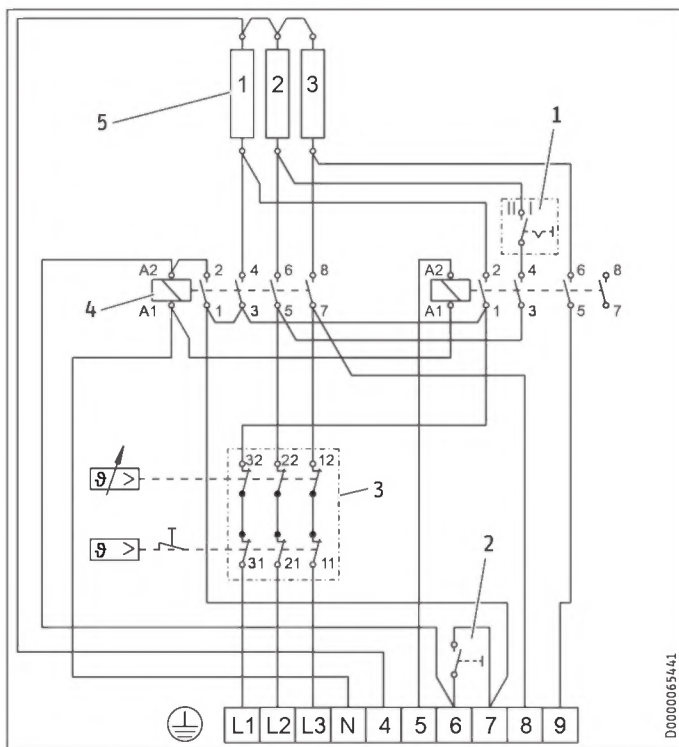 1 2 3
5
1
II I
A2 2 4 6 8 A2 2 4 6 8
4
A1 1 3 5 7 A1 1 3 5 7
32 22 12
ϑ >
3
ϑ >
31 21 11
2
L1 L2 L3 N 4 5 6 7 8 9
D0000065441